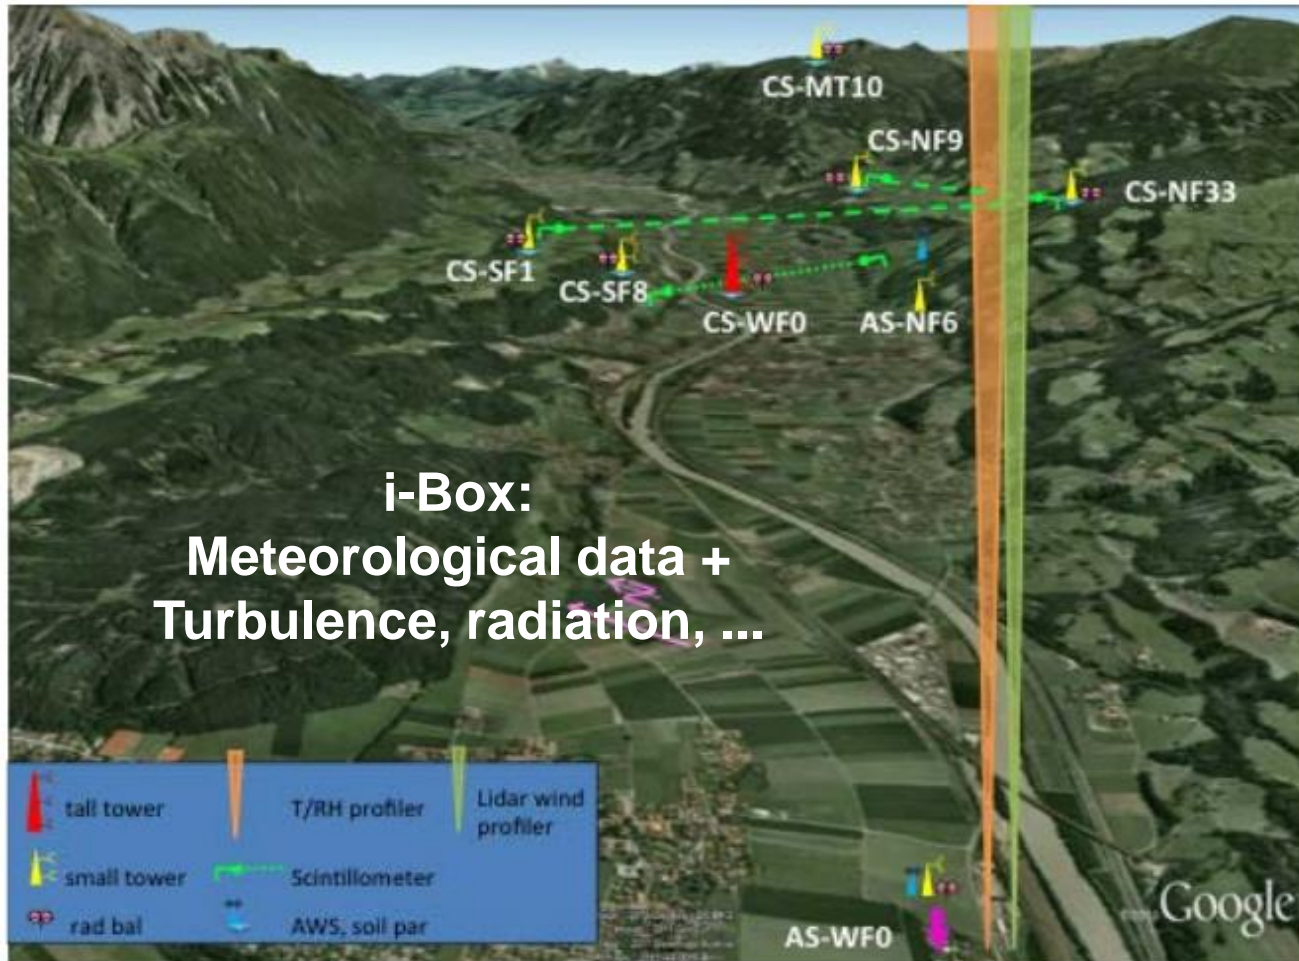 CS-MT10
CS-NF9
CS-NF33
CS-SF1
CS-SF8
CS-WF0
AS-NF6
i-Box:
Meteorological data +
Turbulence, radiation, ...
tall tower
T/RH profiler
Lidar wind
profiler
small tower
Scintillometer
rad bal
AWS, soil par
AS-WF0
Google